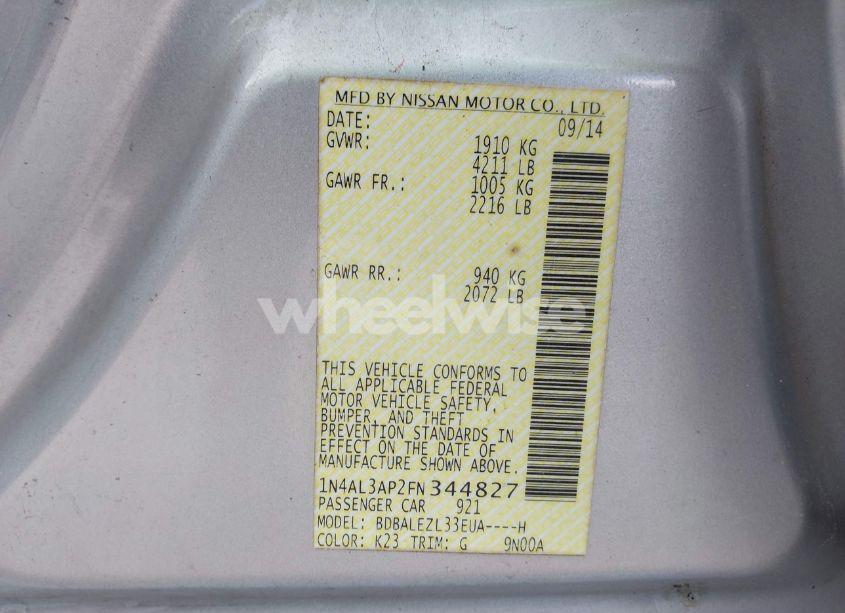 MFD BY NISSAN MOTOR CO., LTD.
DATE: 09/14
GVWR: 1910 KG
4211 LB
GAWR FR.: 1005 KG
2216 LB
GAWR RR.: 940 KG
2072 LB
wheelwise
THIS VEHICLE CONFORMS TO
ALL APPLICABLE FEDERAL
MOTOR VEHICLE SAFETY,
BUMPER, AND THEFT
PREVENTION STANDARDS IN
EFFECT ON THE DATE OF
MANUFACTURE SHOWN ABOVE.
1N4AL3AP2FN344827
PASSENGER CAR 921
MODEL: BDBALEZL33EUA----H
COLOR: K23 TRIM: G 9N00A